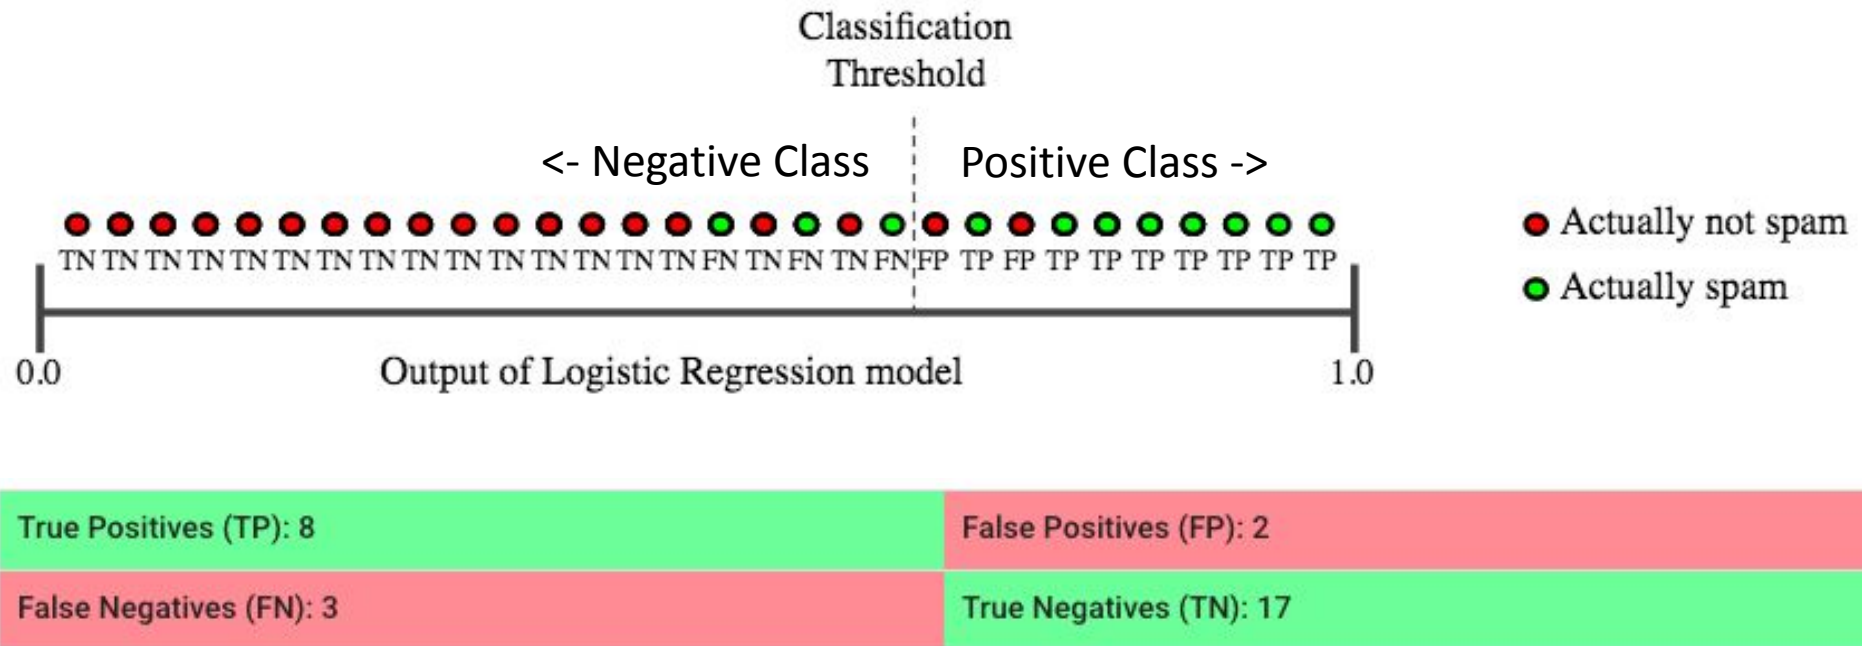 Classification
Threshold
<- Negative Class
Positive Class ->
Actually not spam
TN TN TN TN TN TN TN TN TN TN TN TN TN TN TN FN TN FN TN FN FP TP FP TP TP TP TP TP TP TP
Actually spam
0.0
Output of Logistic Regression model
1.0
True Positives (TP): 8
False Positives (FP): 2
False Negatives (FN): 3
True Negatives (TN): 17